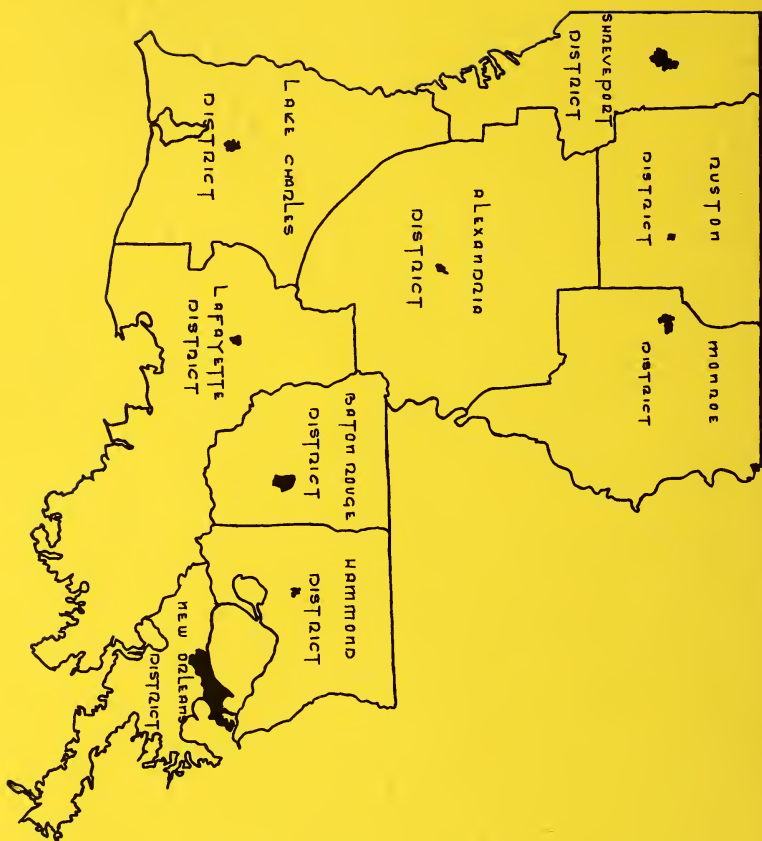 SHREVEPORT
DISTRICT
RUSTON
DISTRICT
MONROE
DISTRICT
ALEXANDRIA
DISTRICT
LAKE CHARLES
DISTRICT
LAFAYETTE
DISTRICT
BATON ROUGE
DISTRICT
HAMMOND
DISTRICT
NEW ORLEANS
DISTRICT